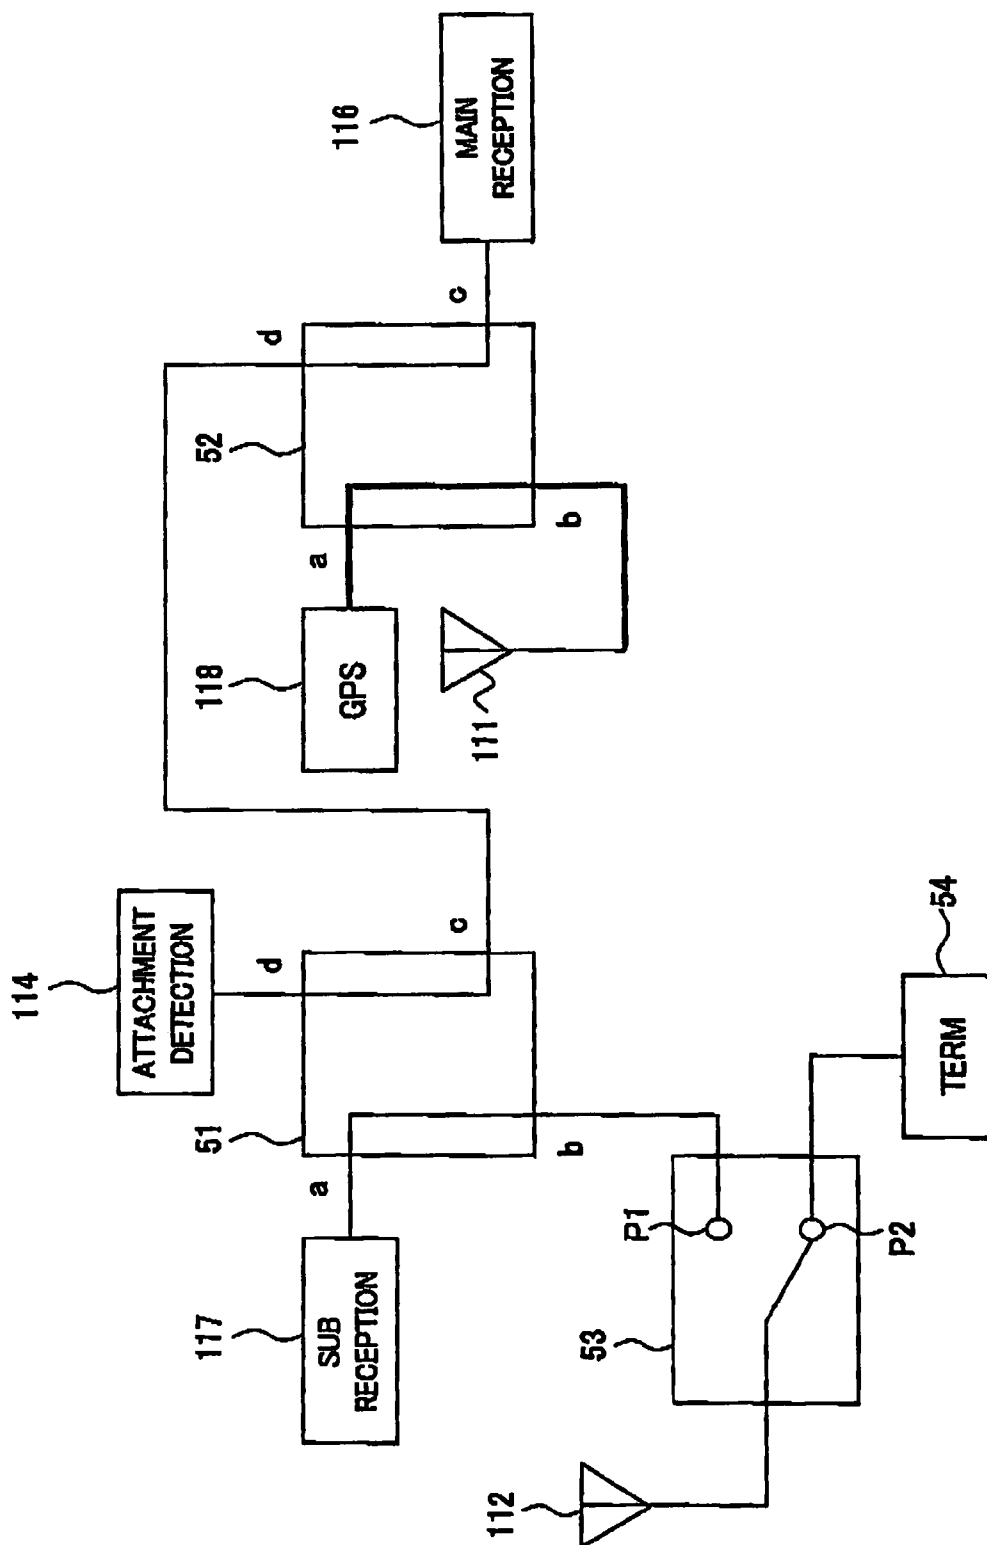 114
ATTACHMENT
DETECTION
117
SUB
RECEPTION
51
a
b
c
d
118
GPS
111
52
a
b
c
d
116
MAIN
RECEPTION
112
53
P1
P2
54
TERM